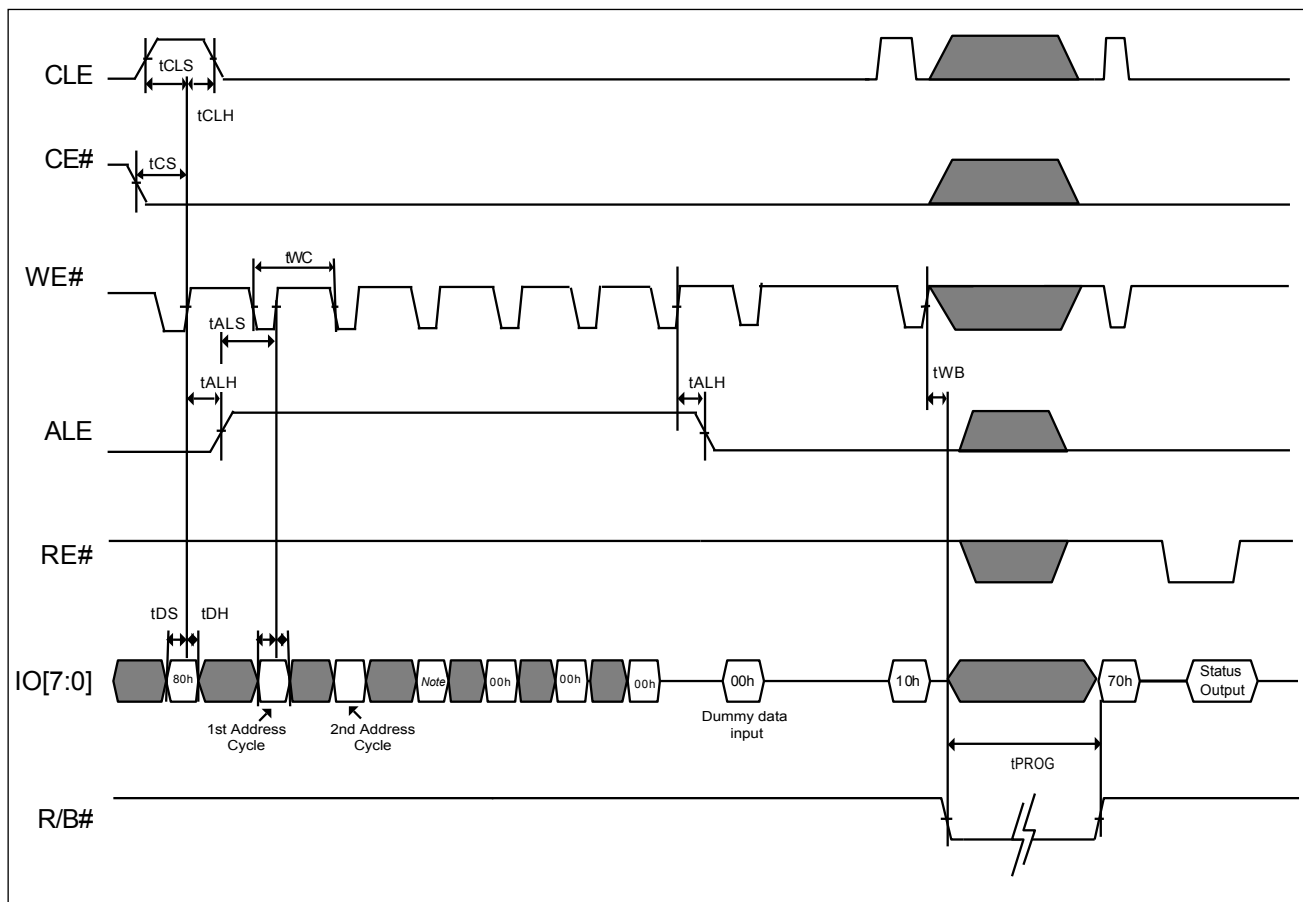 CLE
tCLS
tCLH
CE#
tCS
WE#
tWC
tALS
tALH
tALH
tWB
ALE
RE#
tDS
tDH
IO[7:0]
80h
Note
00h
00h
00h
00h
10h
70h
Status
Output
1st Address
Cycle
2nd Address
Cycle
Dummy data
input
tPROG
R/B#